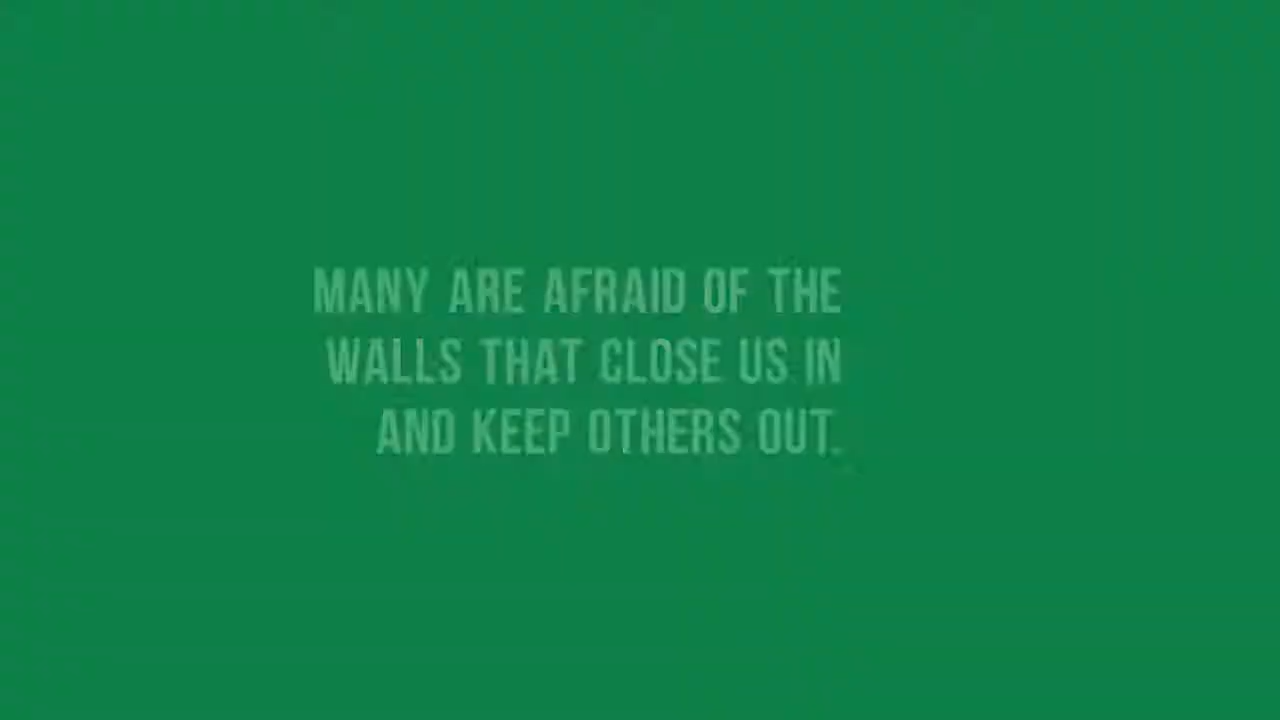 MANY ARE AFRAID OF THE
WALLS THAT CLOSE US IN
AND KEEP OTHERS OUT.